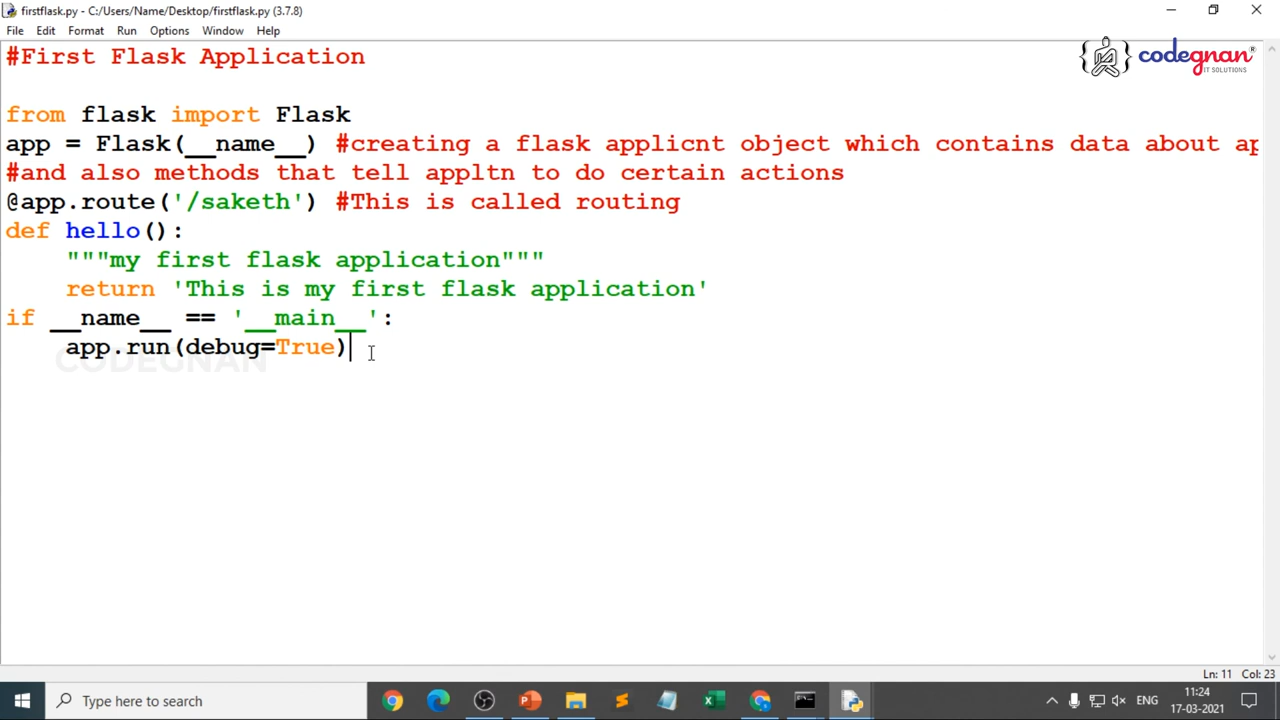 firstflask.py - C:/Users/Name/Desktop/firstflask.py (3.7.8)
File Edit Format Run Options Window Help
#First Flask Application
codegnan®
IT SOLUTIONS
from flask import Flask
app = Flask(__name__) #creating a flask applicnt object which contains data about ap
#and also methods that tell appltn to do certain actions
@app.route('/saketh') #This is called routing
def hello():
"""my first flask application"""
return 'This is my first flask application'
if __name__ == '__main__':
app.run(debug=True)
CODEGNAN
Ln: 11 Col: 23
Type here to search
ENG
11:24
17-03-2021